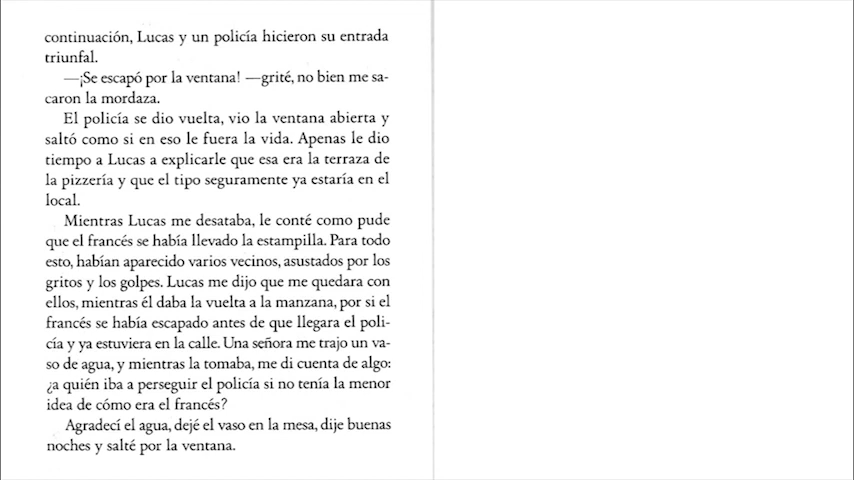 continuación, Lucas y un policía hicieron su entrada
triunfal.
—¡Se escapó por la ventana! —grité, no bien me sa-
caron la mordaza.
El policía se dio vuelta, vio la ventana abierta y
saltó como si en eso le fuera la vida. Apenas le dio
tiempo a Lucas a explicarle que esa era la terraza de
la pizzería y que el tipo seguramente ya estaría en el
local.
Mientras Lucas me desataba, le conté como pude
que el francés se había llevado la estampilla. Para todo
esto, habían aparecido varios vecinos, asustados por los
gritos y los golpes. Lucas me dijo que me quedara con
ellos, mientras él daba la vuelta a la manzana, por si el
francés se había escapado antes de que llegara el poli-
cía y ya estuviera en la calle. Una señora me trajo un va-
so de agua, y mientras la tomaba, me di cuenta de algo:
¿a quién iba a perseguir el policía si no tenía la menor
idea de cómo era el francés?
Agradecí el agua, dejé el vaso en la mesa, dije buenas
noches y salté por la ventana.